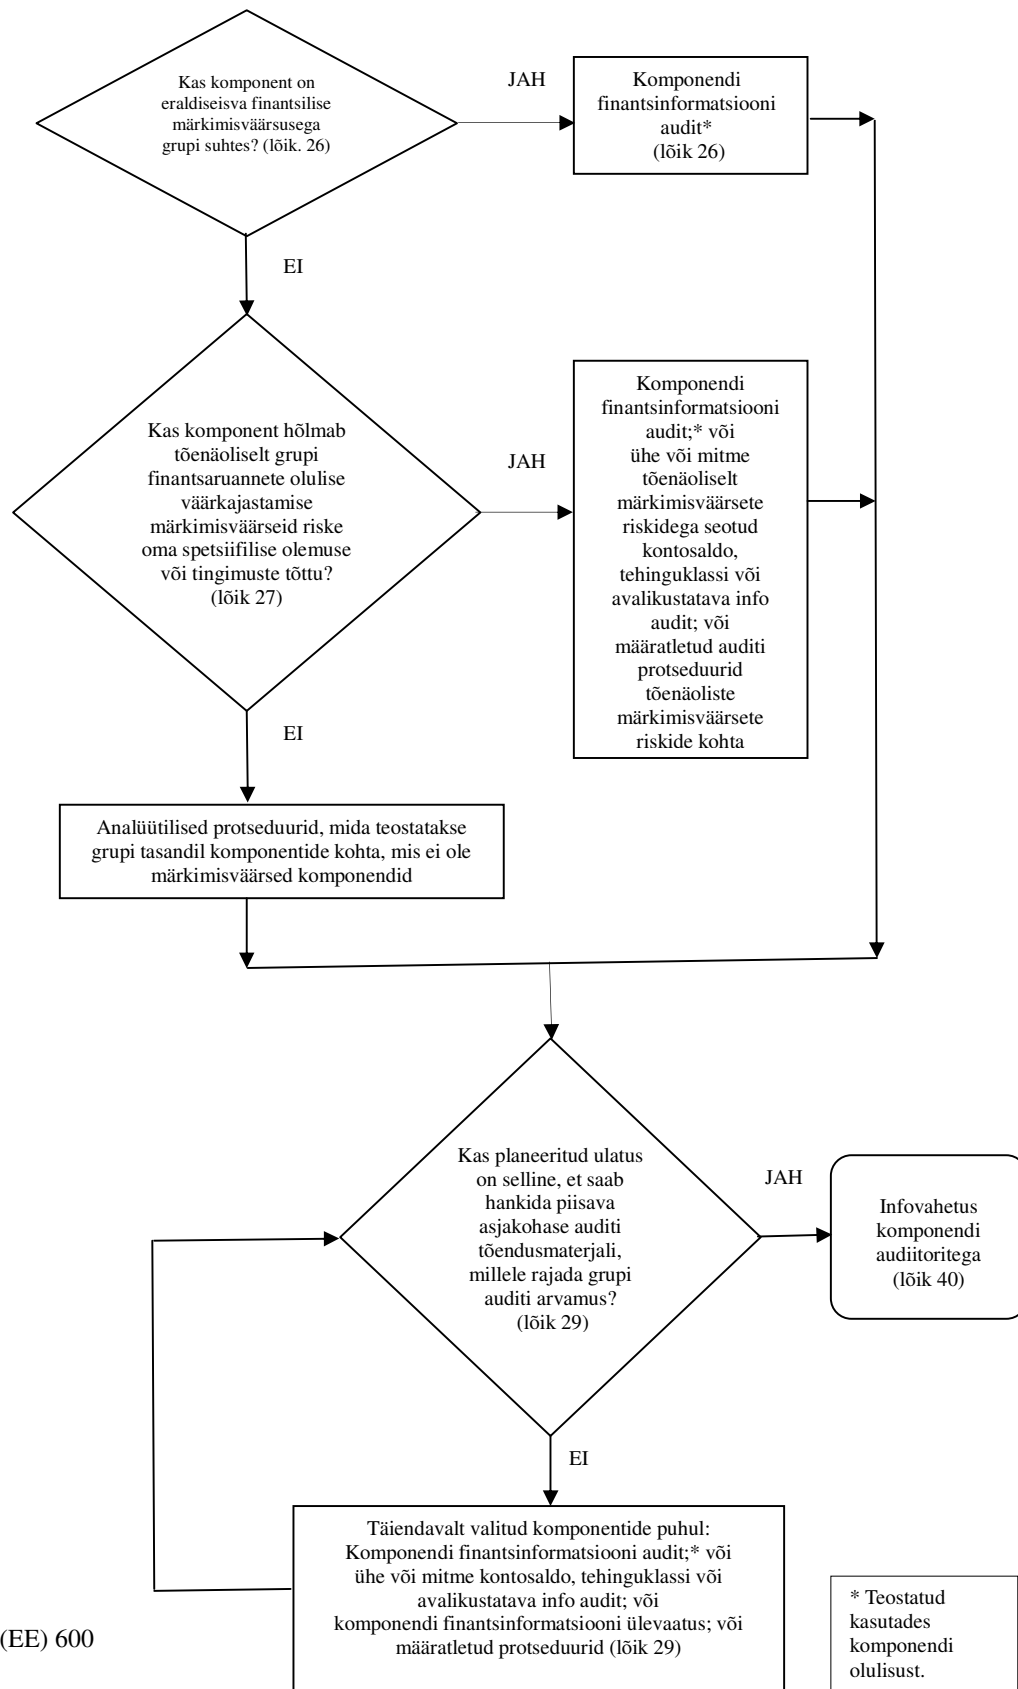 Kas komponent on
eraldiseisva finantsilise
märkimisväärsusega
grupi suhtes? (lõik. 26)
JAH
Komponendi
finantsinformatsiooni
audit*
(lõik 26)
EI
Kas komponent hõlmab
tõenäoliselt grupi
finantsaruannete olulise
väärkajastamise
märkimisväärseid riske
oma spetsiifilise olemuse
või tingimuste tõttu?
(lõik 27)
JAH
Komponendi
finantsinformatsiooni
audit;* või
ühe või mitme
tõenäoliselt
märkimisväärsete
riskidega seotud
kontosaldo,
tehinguklassi või
avalikustatava info
audit; või
määratletud auditi
protseduurid
tõenäoliste
märkimisväärsete
riskide kohta
EI
Analüütilised protseduurid, mida teostatakse
grupi tasandil komponentide kohta, mis ei ole
märkimisväärsed komponendid
Kas planeeritud ulatus
on selline, et saab
hankida piisava
asjakohase auditi
tõendusmaterjali,
millele rajada grupi
auditi arvamus?
(lõik 29)
JAH
Infovahetus
komponendi
audiitoritega
(lõik 40)
EI
Täiendavalt valitud komponentide puhul:
Komponendi finantsinformatsiooni audit;* või
ühe või mitme kontosaldo, tehinguklassi või
avalikustatava info audit; või
komponendi finantsinformatsiooni ülevaatus; või
määratletud protseduurid (lõik 29)
* Teostatud
kasutades
komponendi
olulisust.
(EE) 600